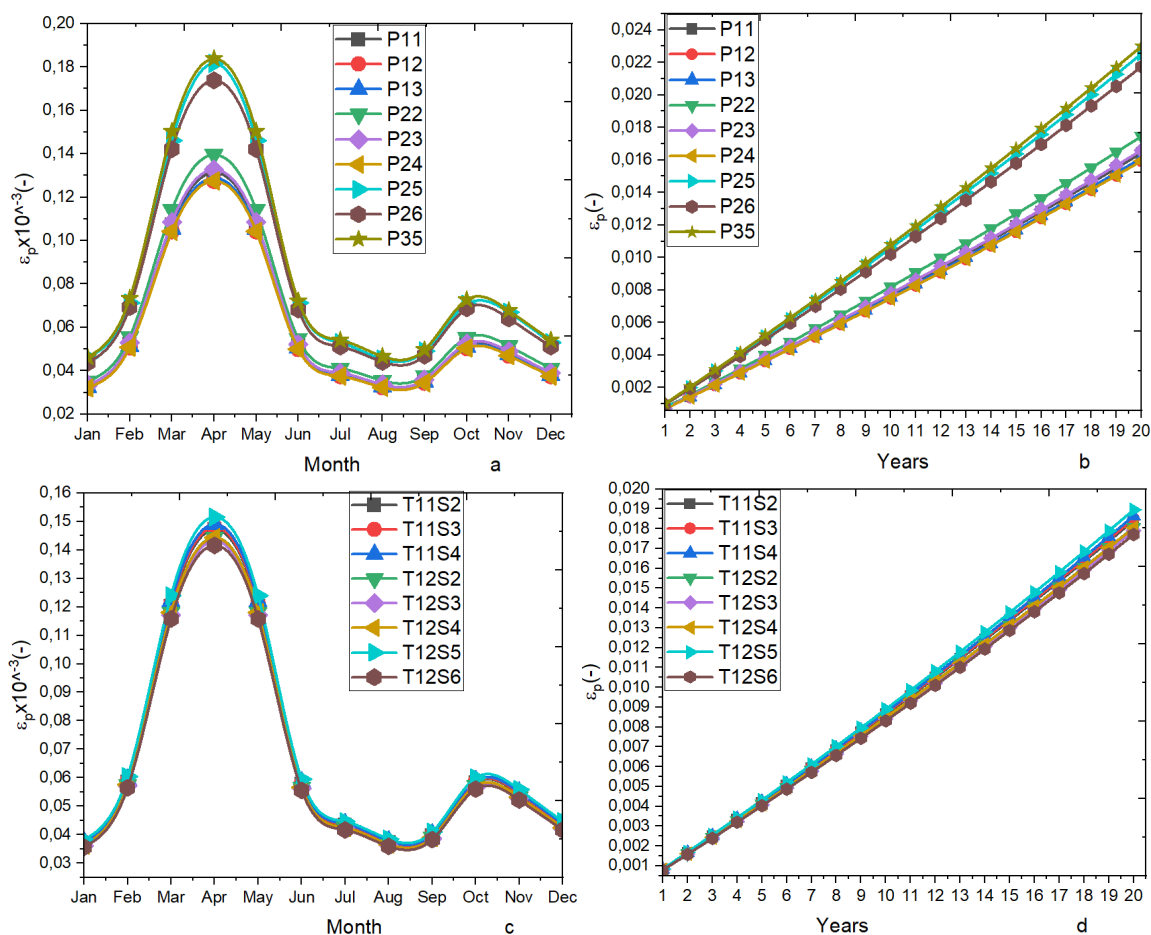 0,20
0,18
0,16
0,14
0,12
0,10
0,08
0,06
0,04
0,02
εpx10^-3(-)
P11
P12
P13
P22
P23
P24
P25
P26
P35
Jan Feb Mar Apr May Jun Jul Aug Sep Oct Nov Dec
Month a
0,024
0,022
0,020
0,018
0,016
0,014
0,012
0,010
0,008
0,006
0,004
0,002
εp(-)
P11
P12
P13
P22
P23
P24
P25
P26
P35
1 2 3 4 5 6 7 8 9 10 11 12 13 14 15 16 17 18 19 20
Years b
0,16
0,15
0,14
0,13
0,12
0,11
0,10
0,09
0,08
0,07
0,06
0,05
0,04
0,03
εpx10^-3(-)
T11S2
T11S3
T11S4
T12S2
T12S3
T12S4
T12S5
T12S6
Jan Feb Mar Apr May Jun Jul Aug Sep Oct Nov Dec
Month c
0,020
0,019
0,018
0,017
0,016
0,015
0,014
0,013
0,012
0,011
0,010
0,009
0,008
0,007
0,006
0,005
0,004
0,003
0,002
0,001
εp(-)
T11S2
T11S3
T11S4
T12S2
T12S3
T12S4
T12S5
T12S6
1 2 3 4 5 6 7 8 9 10 11 12 13 14 15 16 17 18 19 20
Years d